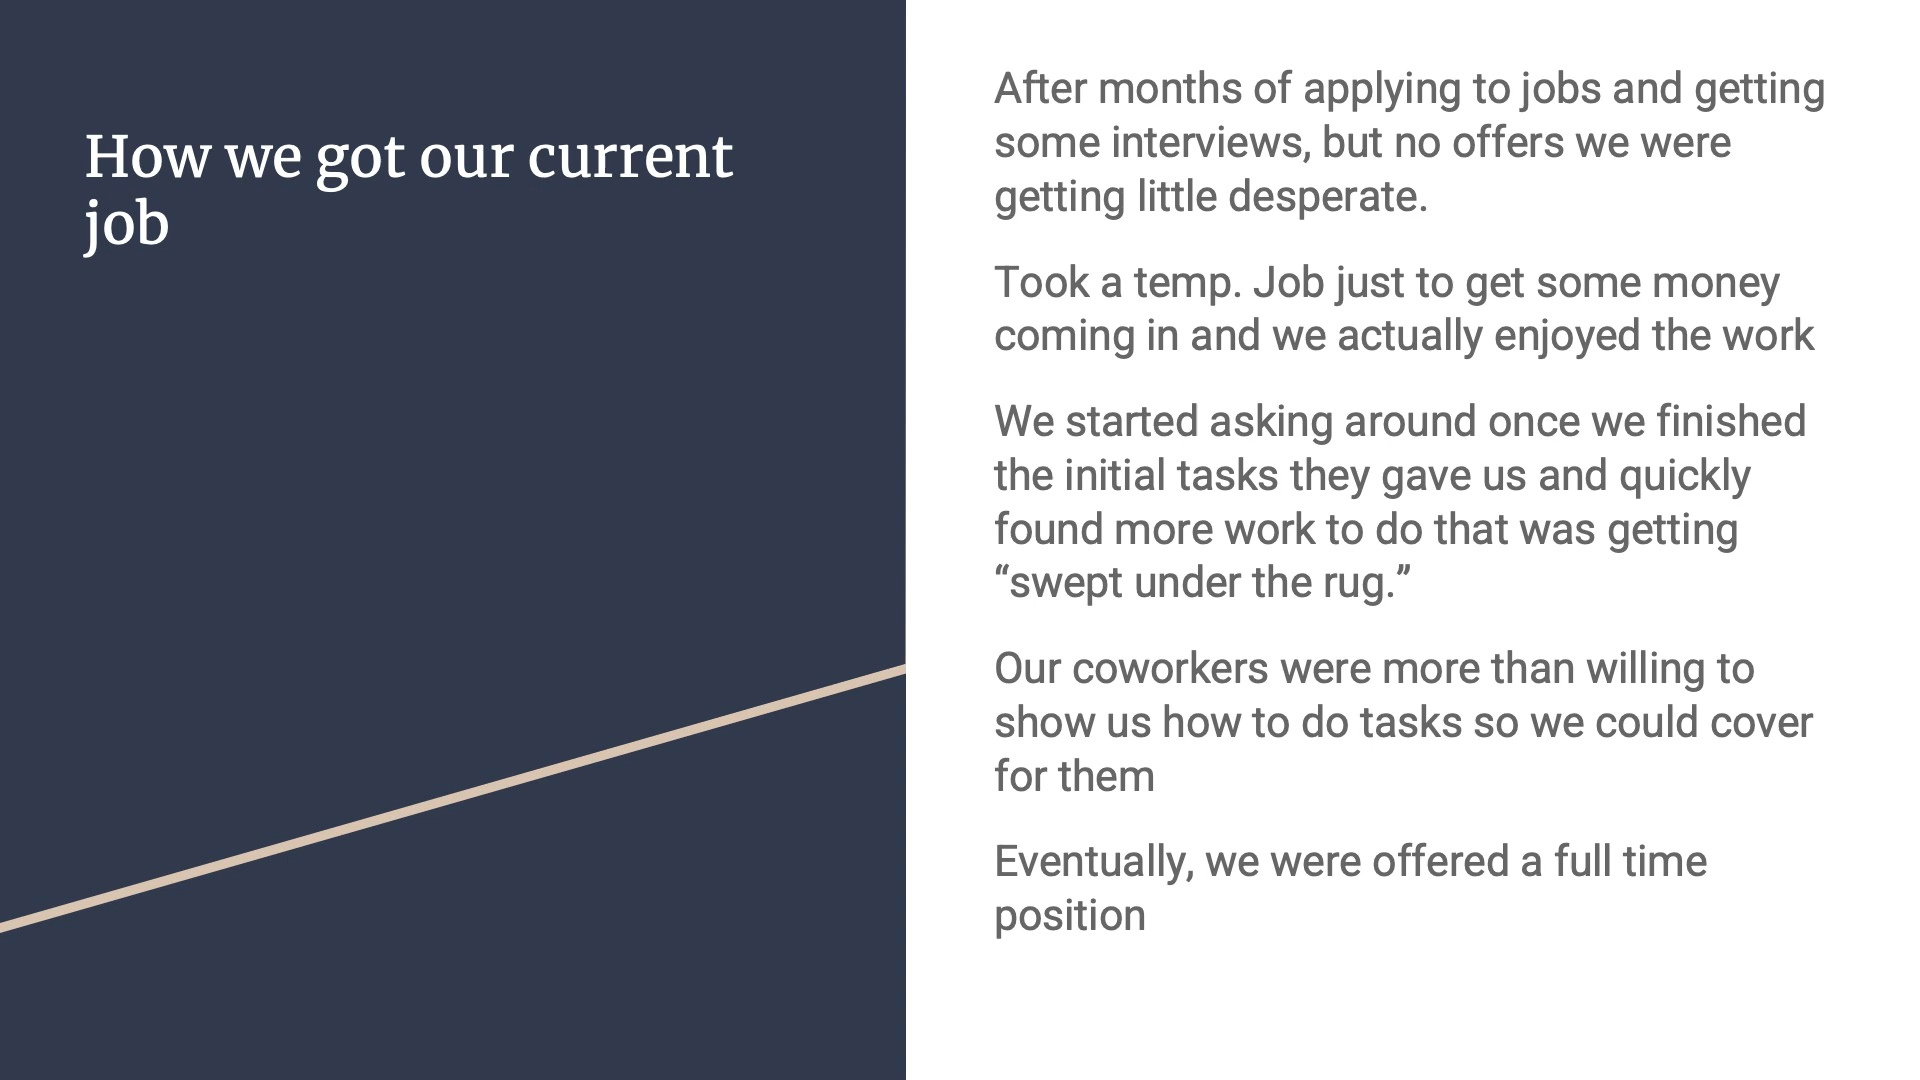 How we got our current
job
After months of applying to jobs and getting
some interviews, but no offers we were
getting little desperate.
Took a temp. Job just to get some money
coming in and we actually enjoyed the work
We started asking around once we finished
the initial tasks they gave us and quickly
found more work to do that was getting
“swept under the rug.”
Our coworkers were more than willing to
show us how to do tasks so we could cover
for them
Eventually, we were offered a full time
position